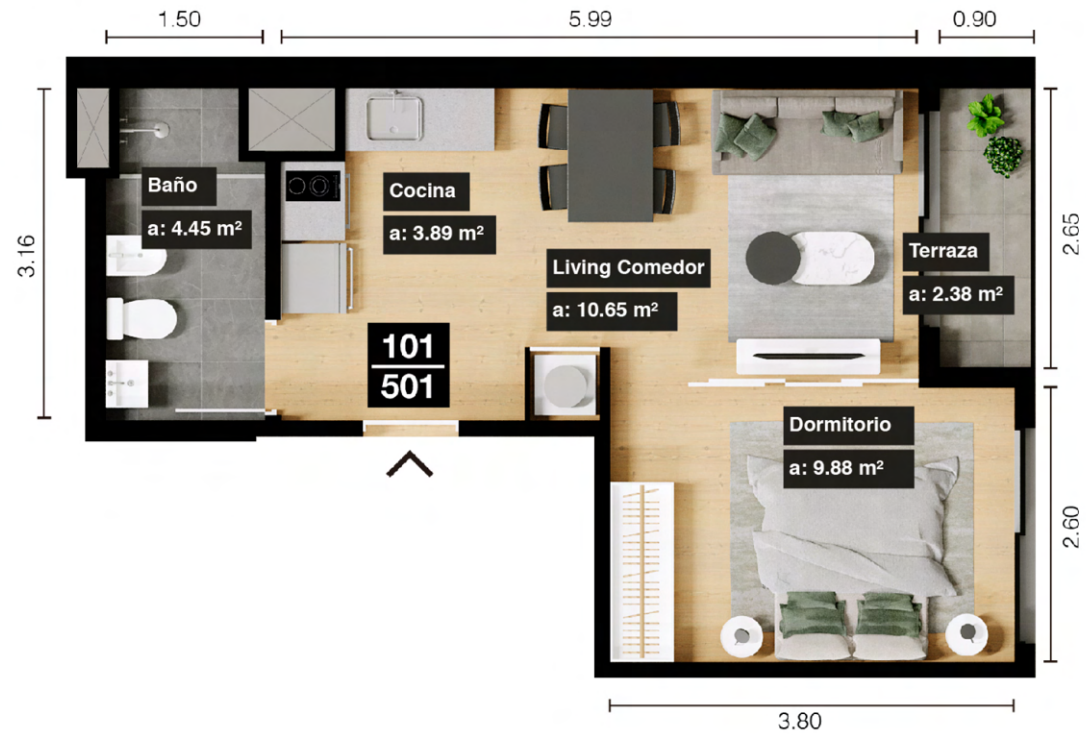 1.50
5.99
0.90
3.16
Baño
a: 4.45 m²
Cocina
a: 3.89 m²
Living Comedor
a: 10.65 m²
Terraza
a: 2.38 m²
2.65
101
501
Dormitorio
a: 9.88 m²
2.60
3.80